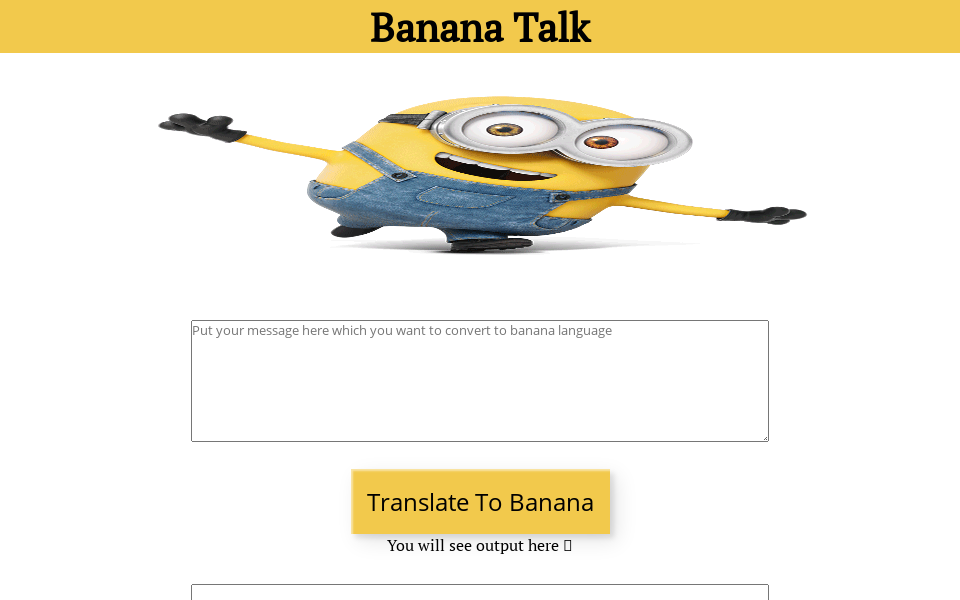 Banana Talk
Put your message here which you want to convert to banana language
Translate To Banana
You will see output here